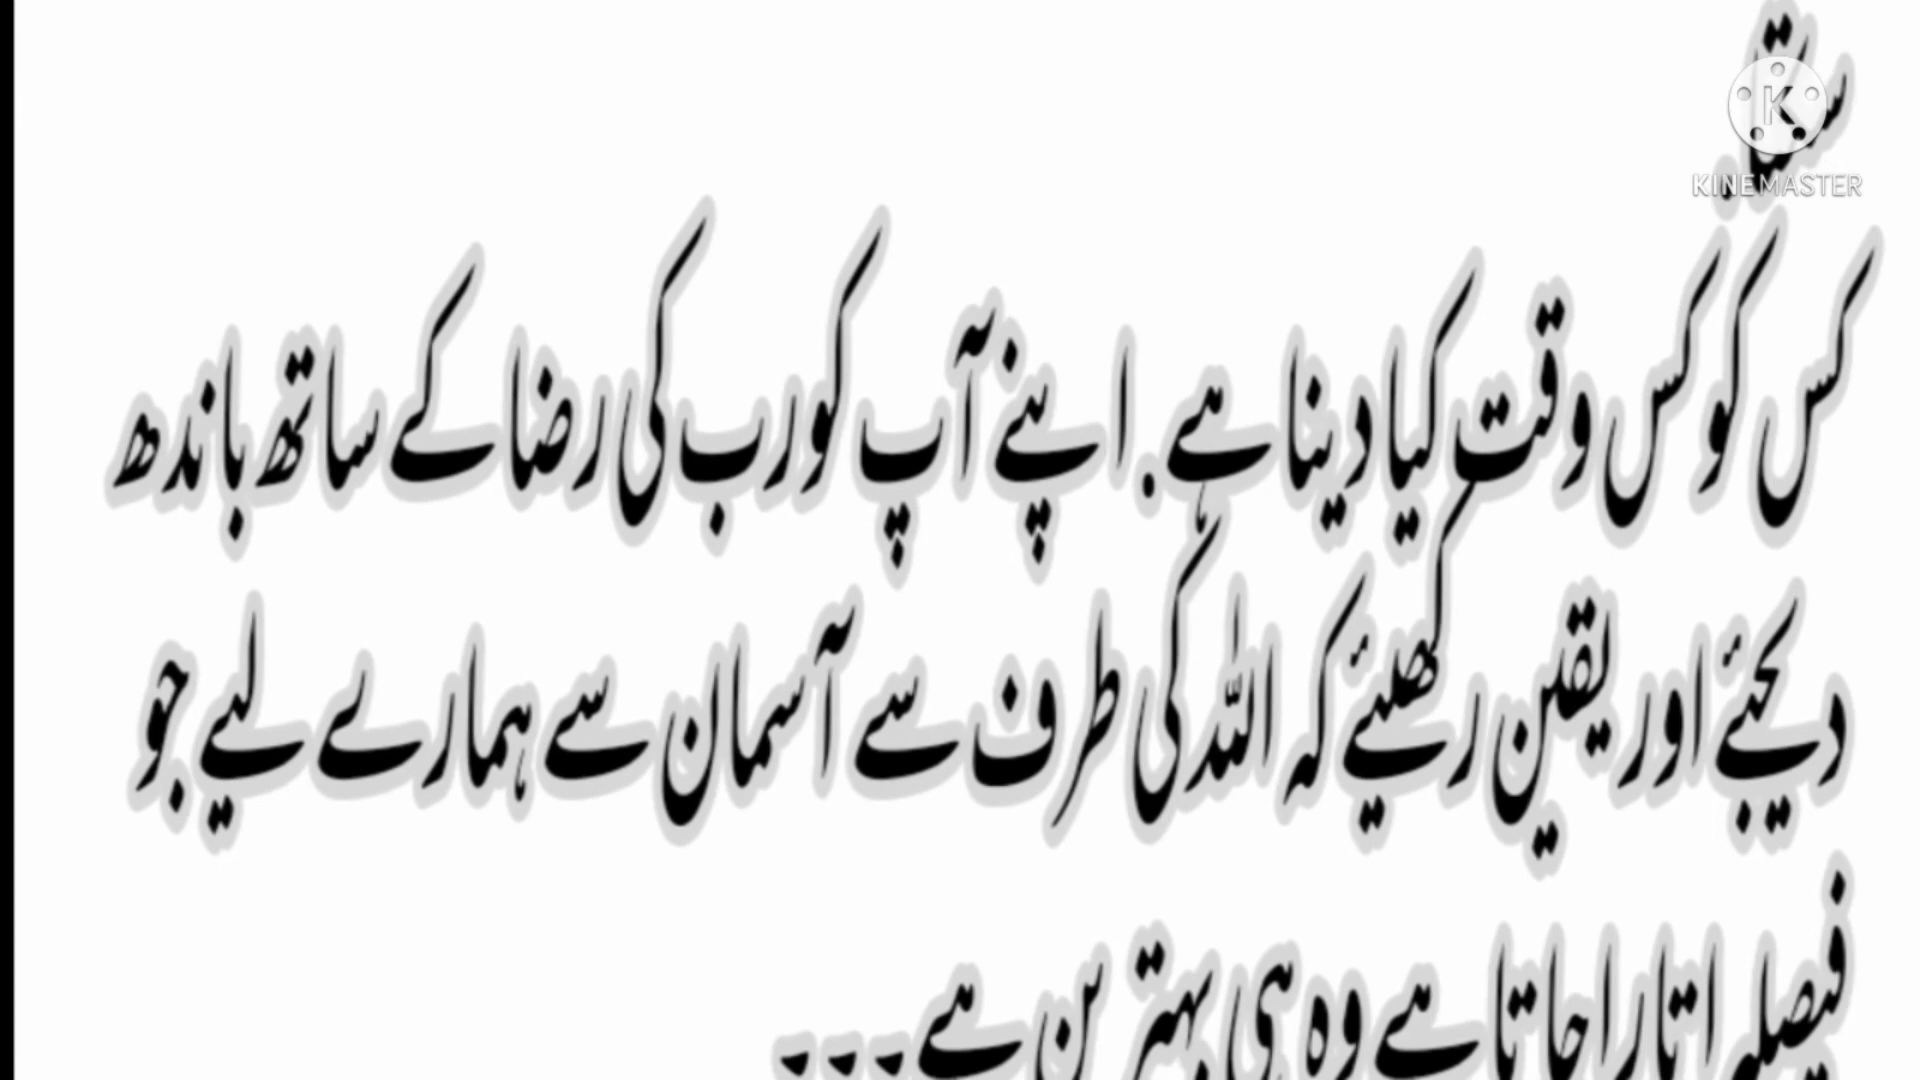 سکتا.
KINEMASTER
کس کو کس وقت کیا دینا ہے. اپنے آپ کو رب کی رضا کے ساتھ باندھ
دیجئے اور یقین رکھئیے کہ اللہ کی طرف سے آسمان سے ہمارے لیے جو
فیصلہ اتارا جاتا ہے وہ ہی بہترین ہے۔۔۔